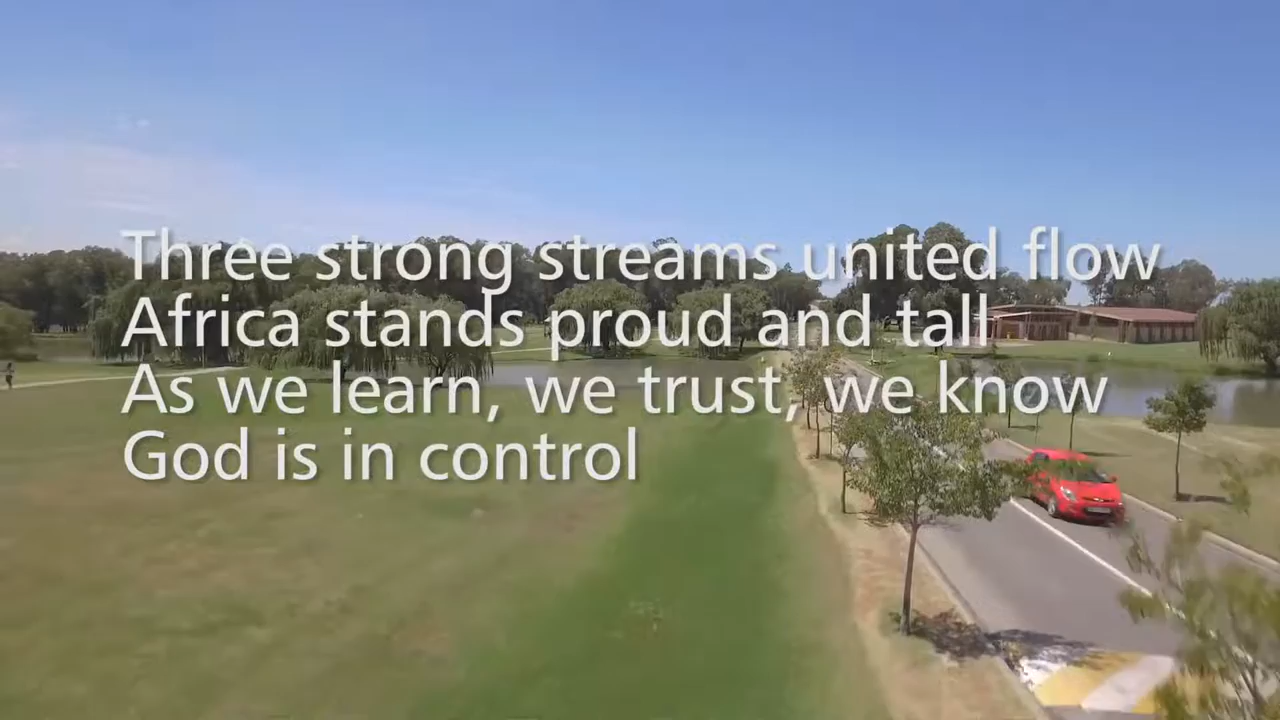 Three strong streams united flow
Africa stands proud and tall
As we learn, we trust, we know
God is in control